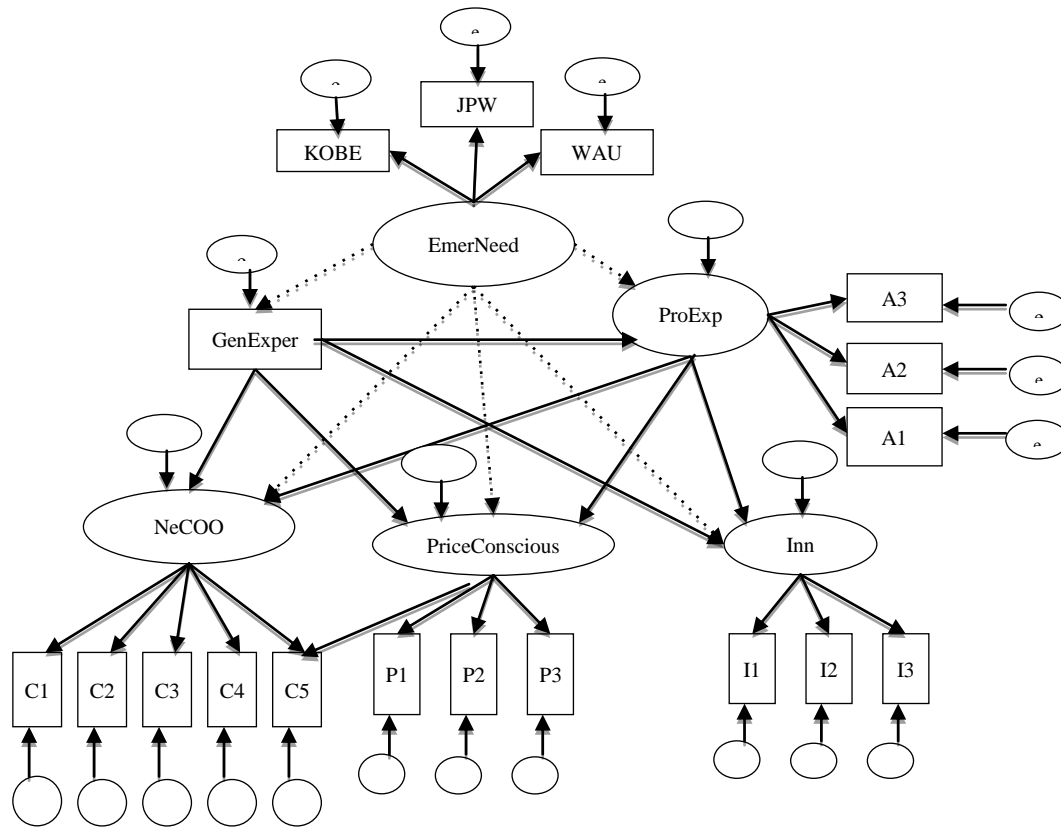 JPW
KOBE
WAU
EmerNeed
A3
ProExp
GenExper
A2
A1
NeCOO
PriceConscious
Inn
C1
C2
C3
C4
C5
P1
P2
P3
I1
I2
I3